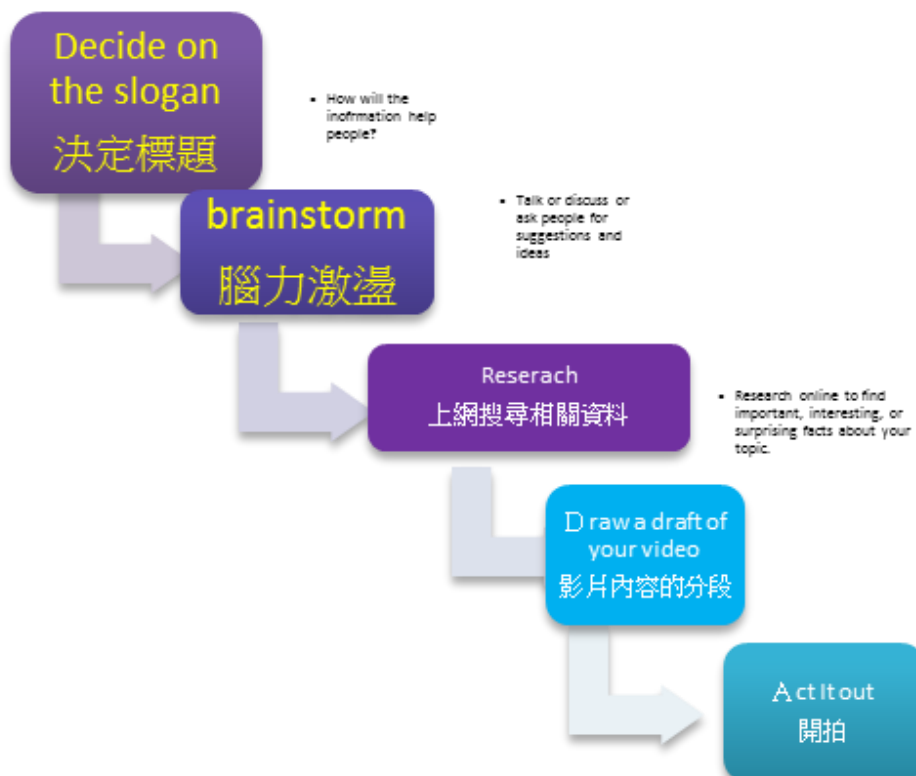 Decide on
the slogan
決定標題
• How will the
inofrmation help
people?
brainstorm
腦力激盪
• Talk or discuss or
ask people for
suggestions and
ideas
Reserach
上網搜尋相關資料
• Research online to find
important, interesting, or
surprising facts about your
topic.
Draw a draft of
your video
影片內容的分段
Act It out
開拍